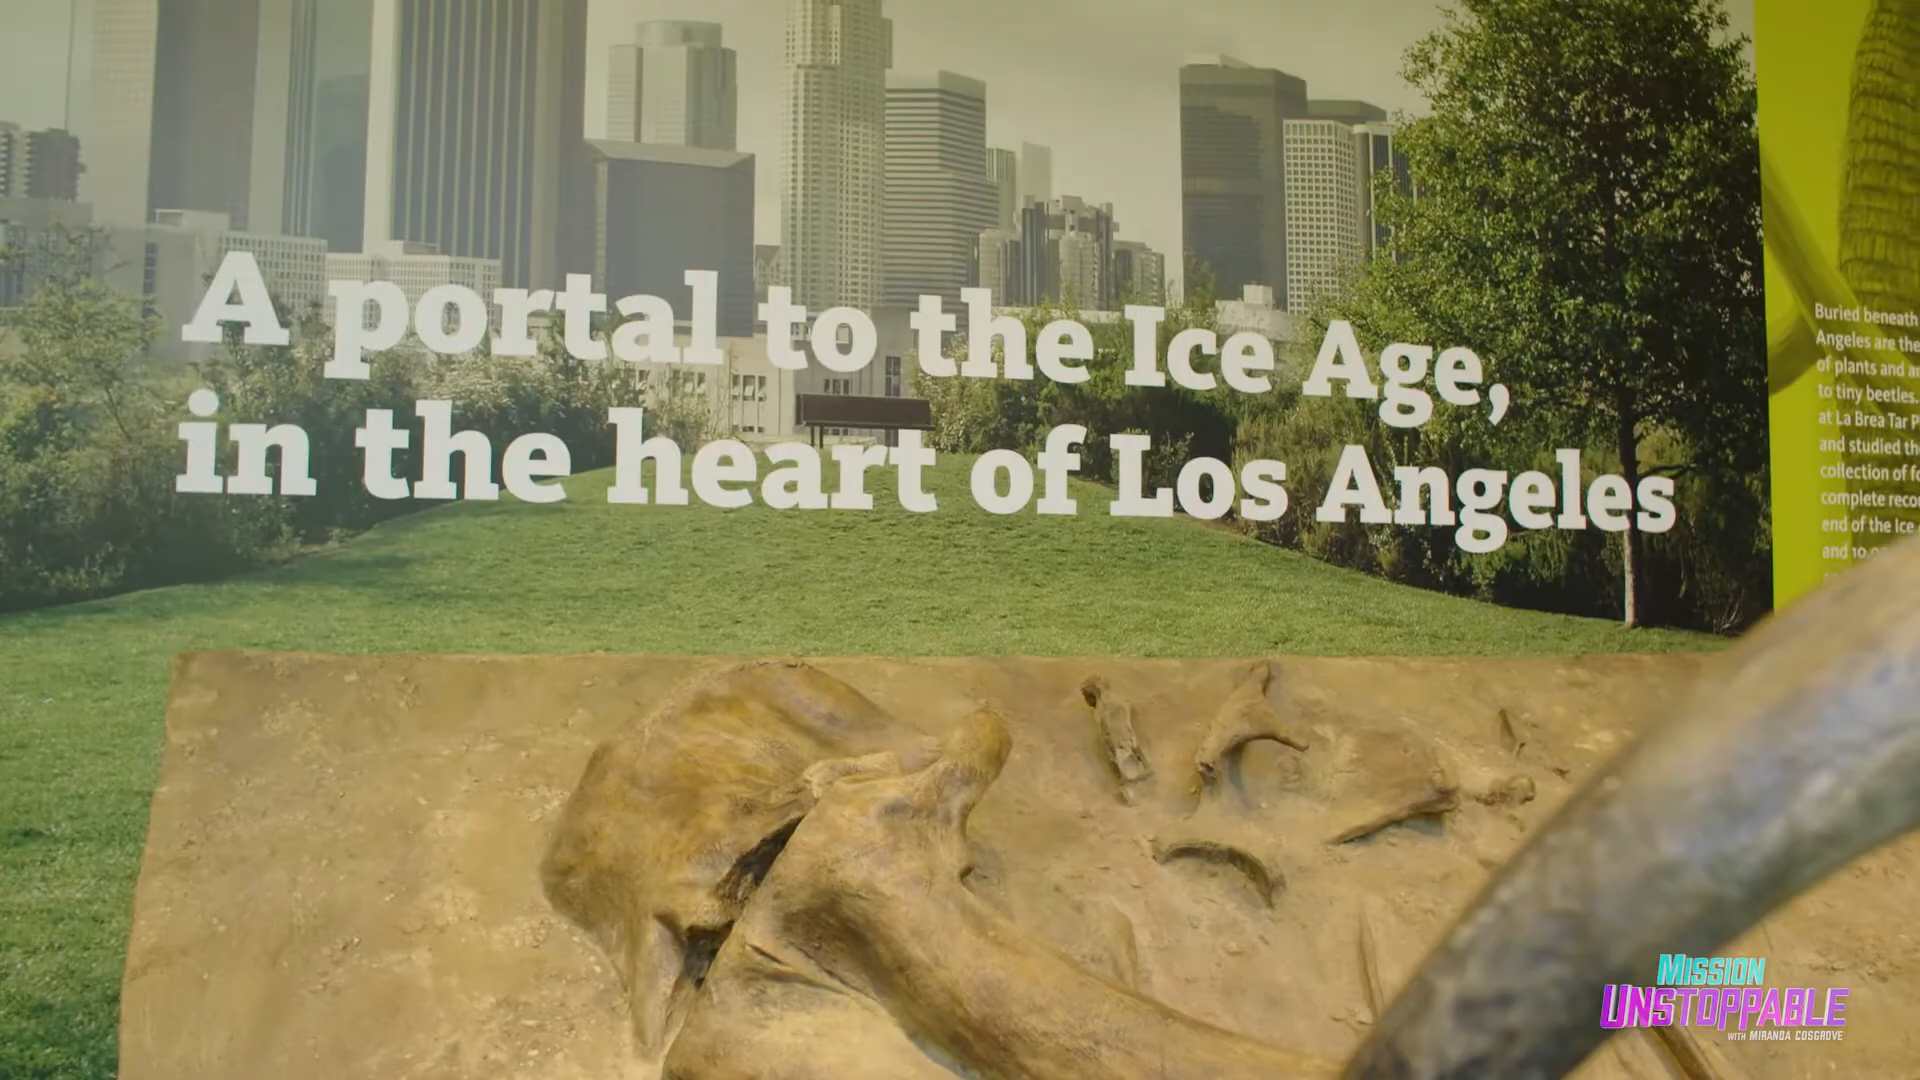 A portal to the Ice Age,
in the heart of Los Angeles
Buried beneath
Angeles are the
of plants and
to tiny beetles.
at La Brea Tar
and studied
collection of
complete
end of the Ice
and
MISSION
UNSTOPPABLE
WITH MIRANDA COSGROVE